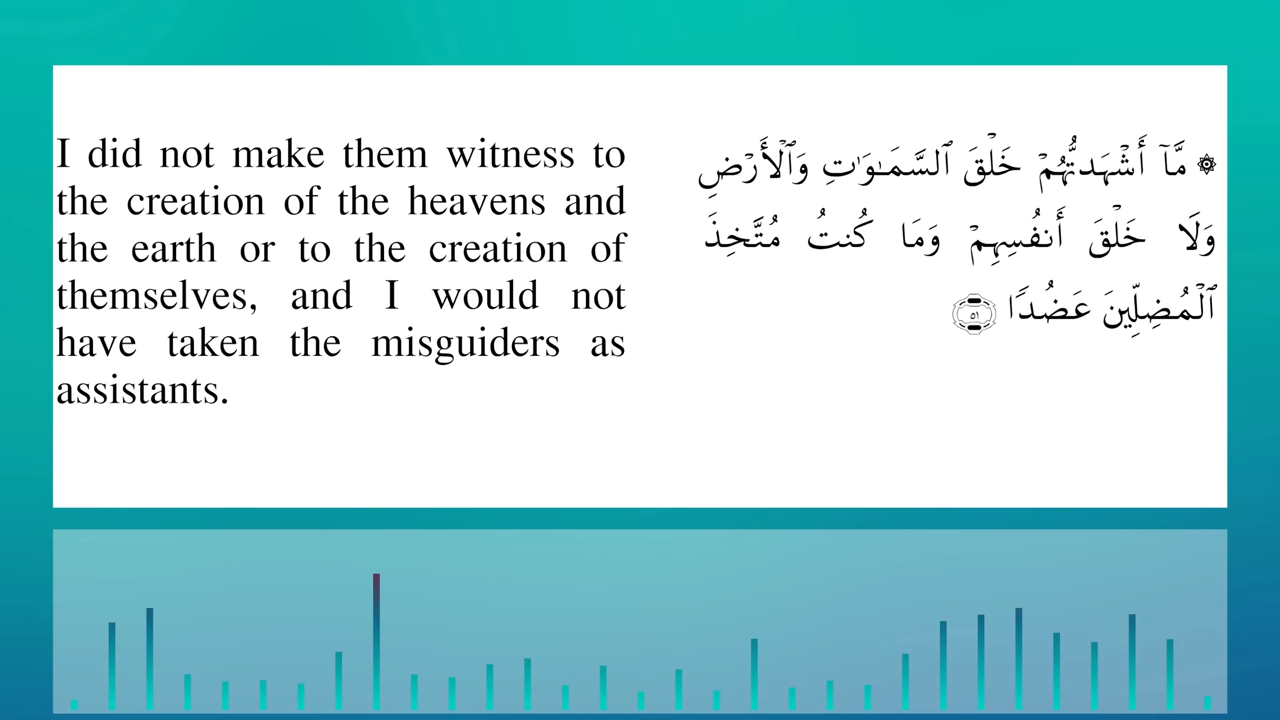 I did not make them witness to
the creation of the heavens and
the earth or to the creation of
themselves, and I would not
have taken the misguiders as
assistants.
۞ مَّآ أَشْهَدتُّهُمْ خَلْقَ ٱلسَّمَـٰوَٰتِ وَٱلْأَرْضِ
وَلَا خَلْقَ أَنفُسِهِمْ وَمَا كُنتُ مُتَّخِذَ
ٱلْمُضِلِّينَ عَضُدًا ٥١